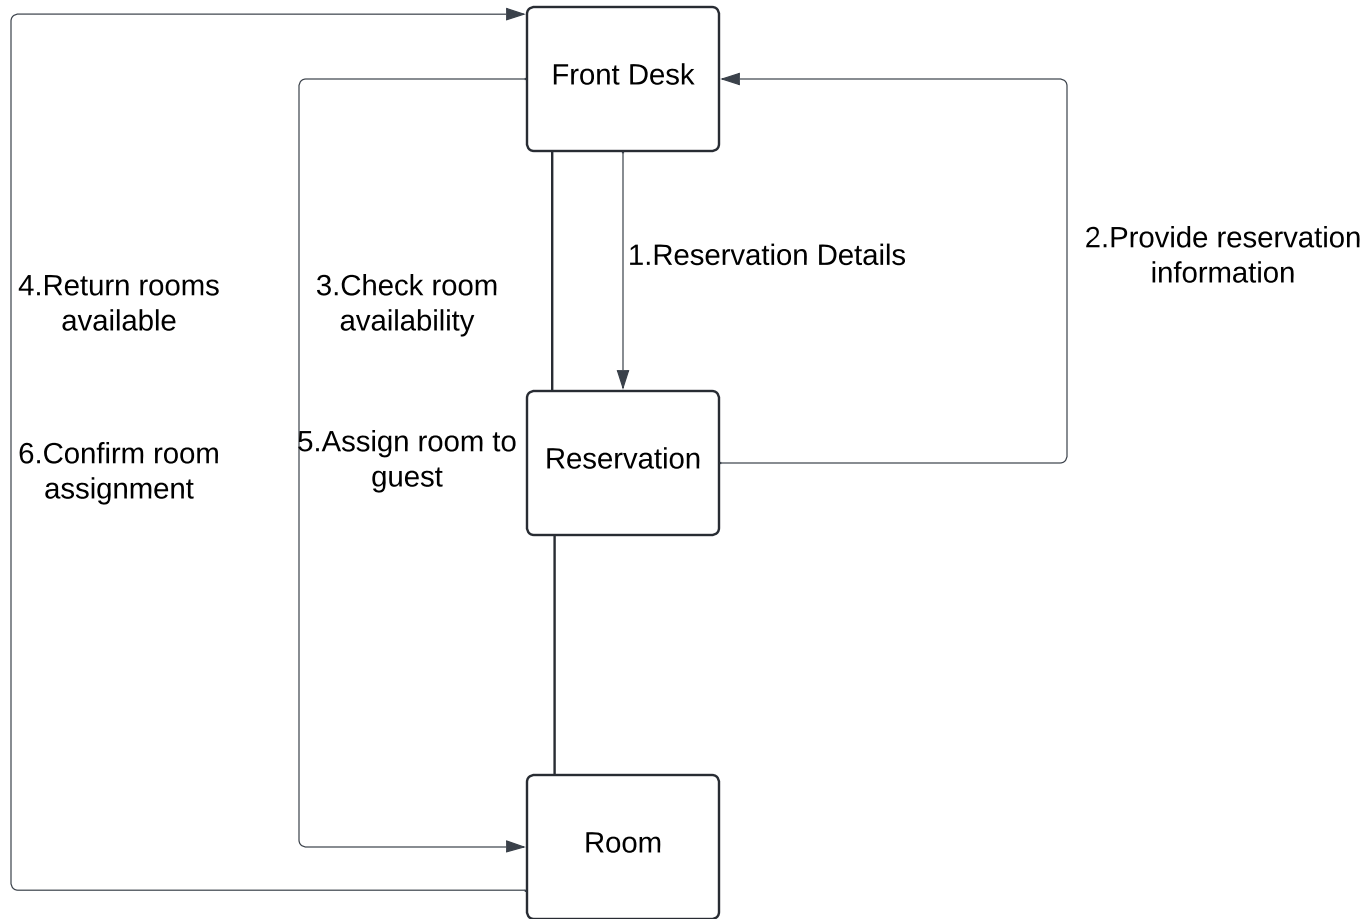 Front Desk
1.Reservation Details
2.Provide reservation
information
4.Return rooms
available
3.Check room
availability
5.Assign room to
guest
6.Confirm room
assignment
Reservation
Room